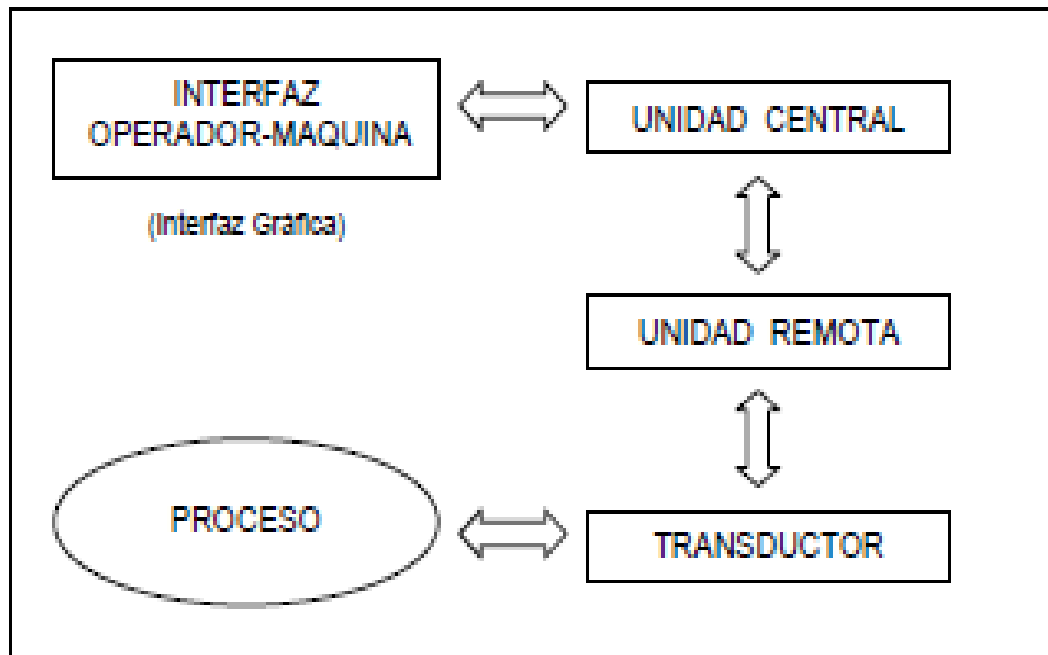 INTERFAZ
OPERADOR-MAQUINA
UNIDAD CENTRAL
(Interfaz Gráfica)
UNIDAD REMOTA
PROCESO
TRANSDUCTOR